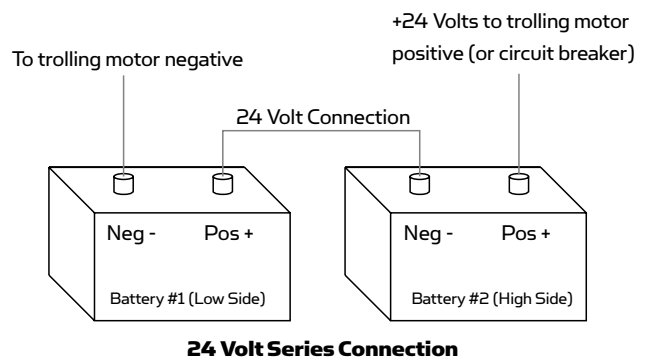 +24 Volts to trolling motor
positive (or circuit breaker)
To trolling motor negative
24 Volt Connection
Neg -
Pos +
Neg -
Pos +
Battery #1 (Low Side)
Battery #2 (High Side)
24 Volt Series Connection